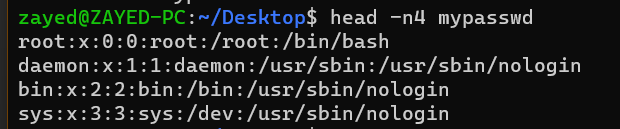 zayed@ZAYED-PC:~/Desktop$ head -n4 mypasswd
root:x:0:0:root:/root:/bin/bash
daemon:x:1:1:daemon:/usr/sbin:/usr/sbin/nologin
bin:x:2:2:bin:/bin:/usr/sbin/nologin
sys:x:3:3:sys:/dev:/usr/sbin/nologin